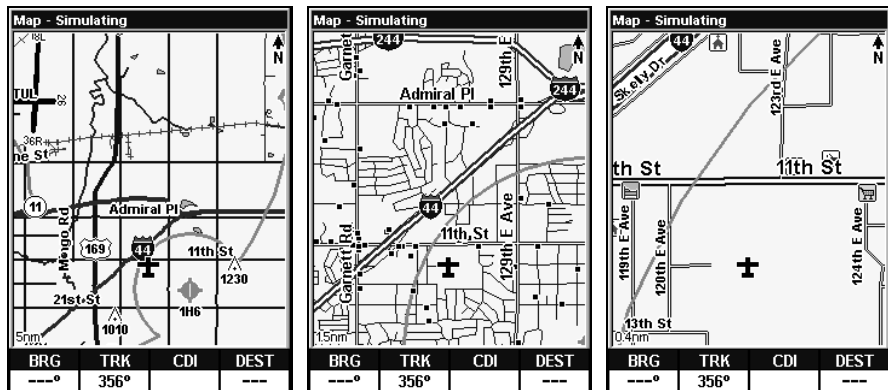 Map - Simulating
18L
N
TUL
26
36R
ne St
11
Admiral Pl
Mingo Rd
169
44
11th St
1230
21st St
1H6
1010
5nm
BRG
TRK
CDI
DEST
---°
356°
---
Map - Simulating
Garnet
244
129th E
N
244
Admiral Pl
44
11th St
Garnett Rd
129th E Ave
1.5nm
BRG
TRK
CDI
DEST
---°
356°
---
Map - Simulating
44
N
Skelly Dr
123rd E Ave
th St
11th St
119th E Ave
120th E Ave
124th E Ave
13th St
0.4nm
BRG
TRK
CDI
DEST
---°
356°
---